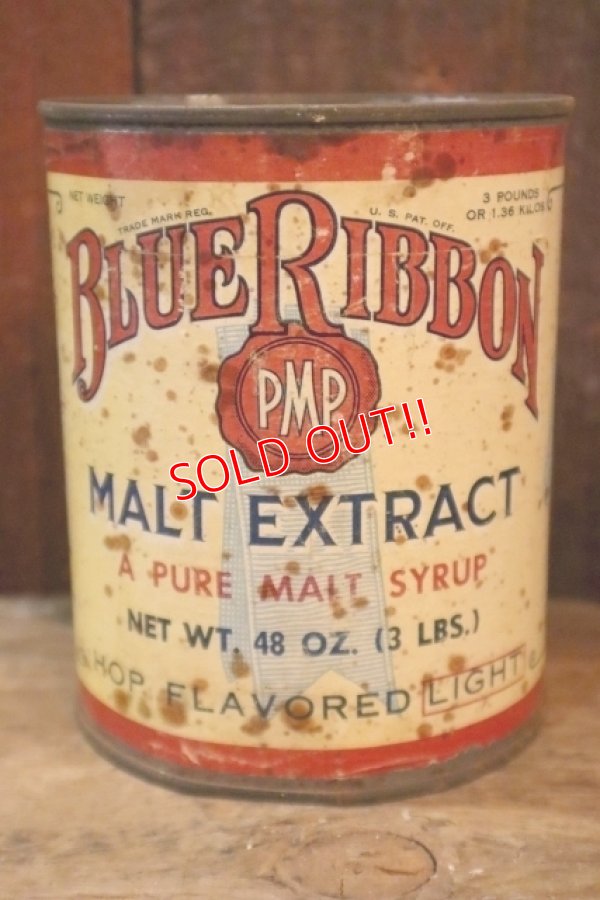 NET WEIGHT
3 POUNDS
OR 1.36 KILOS
TRADE MARK REG.
U. S. PAT. OFF.
BLUE RIBBON
PMP
SOLD OUT!!
MALT EXTRACT
A PURE MALT SYRUP
NET WT. 48 OZ. (3 LBS.)
HOP FLAVORED LIGHT